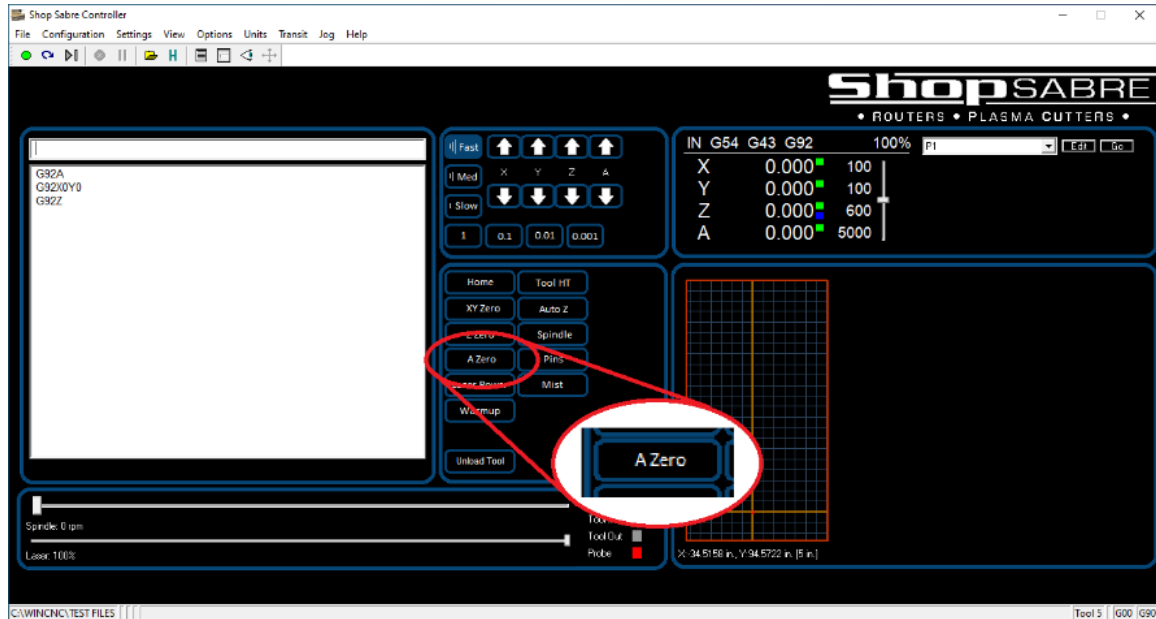 Shop Sabre Controller
File Configuration Settings View Options Units Transit Jog Help
H
ShopSABRE
• ROUTERS • PLASMA CUTTERS •
G92A
G92X0Y0
G92Z
Fast
Med
Slow
X Y Z A
1 0.1 0.01 0.001
IN G54 G43 G92 100% P1 Edit Go
X 0.000 100
Y 0.000 100
Z 0.000 600
A 0.000 5000
Home Tool HT
XY Zero Auto Z
Z Zero Spindle
A Zero Pins
Laser Power Mist
Warmup
Unload Tool
A Zero
Spindle: 0 rpm
Laser: 100%
Tool Out
Probe
X:-34.5158 in., Y:94.5722 in. [5 in.]
C:\WINCNC\TEST FILES
Tool 5 G00 G90